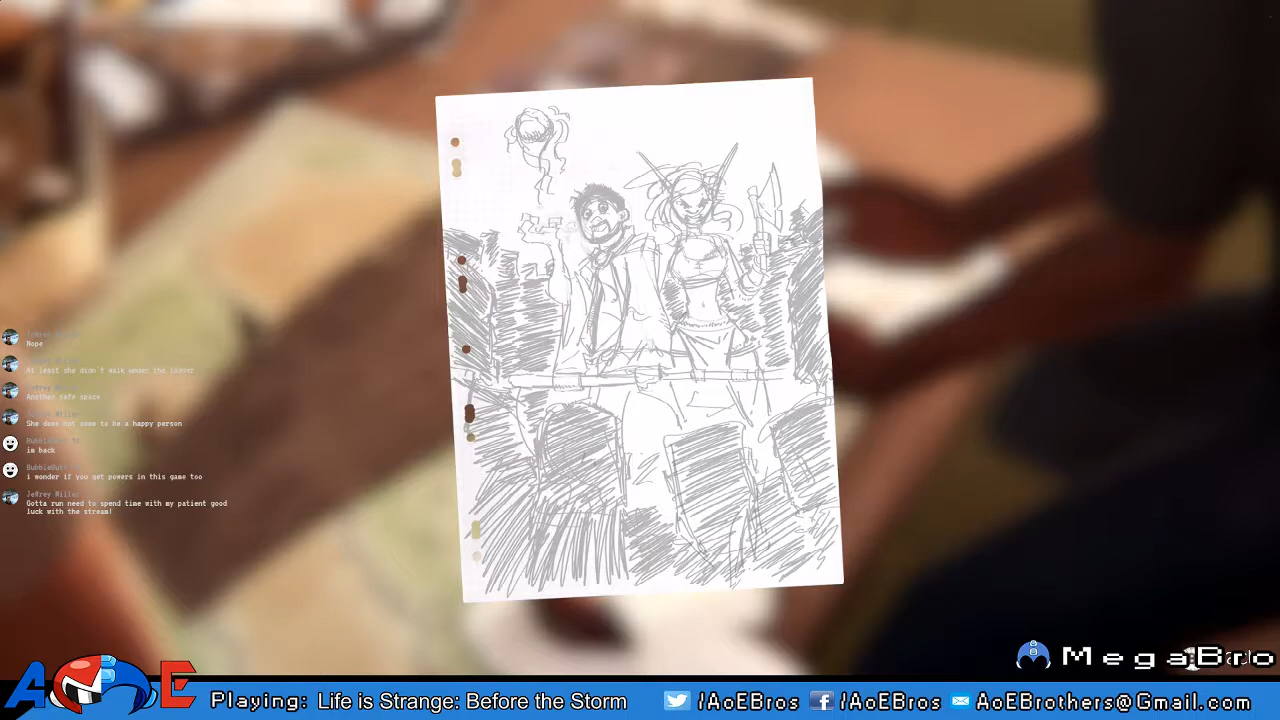 Nope
At least she didn't walk under the ladder
Another safe space
She does not seem to be a happy person
im back
i wonder if you get powers in this game too
Jeffrey Miller
Gotta run need to spend time with my patient good
luck with the stream!
MegaBro
AOE
Playing: Life is Strange: Before the Storm
/AoEBros
/AoEBros
AoEBrothers@Gmail.com